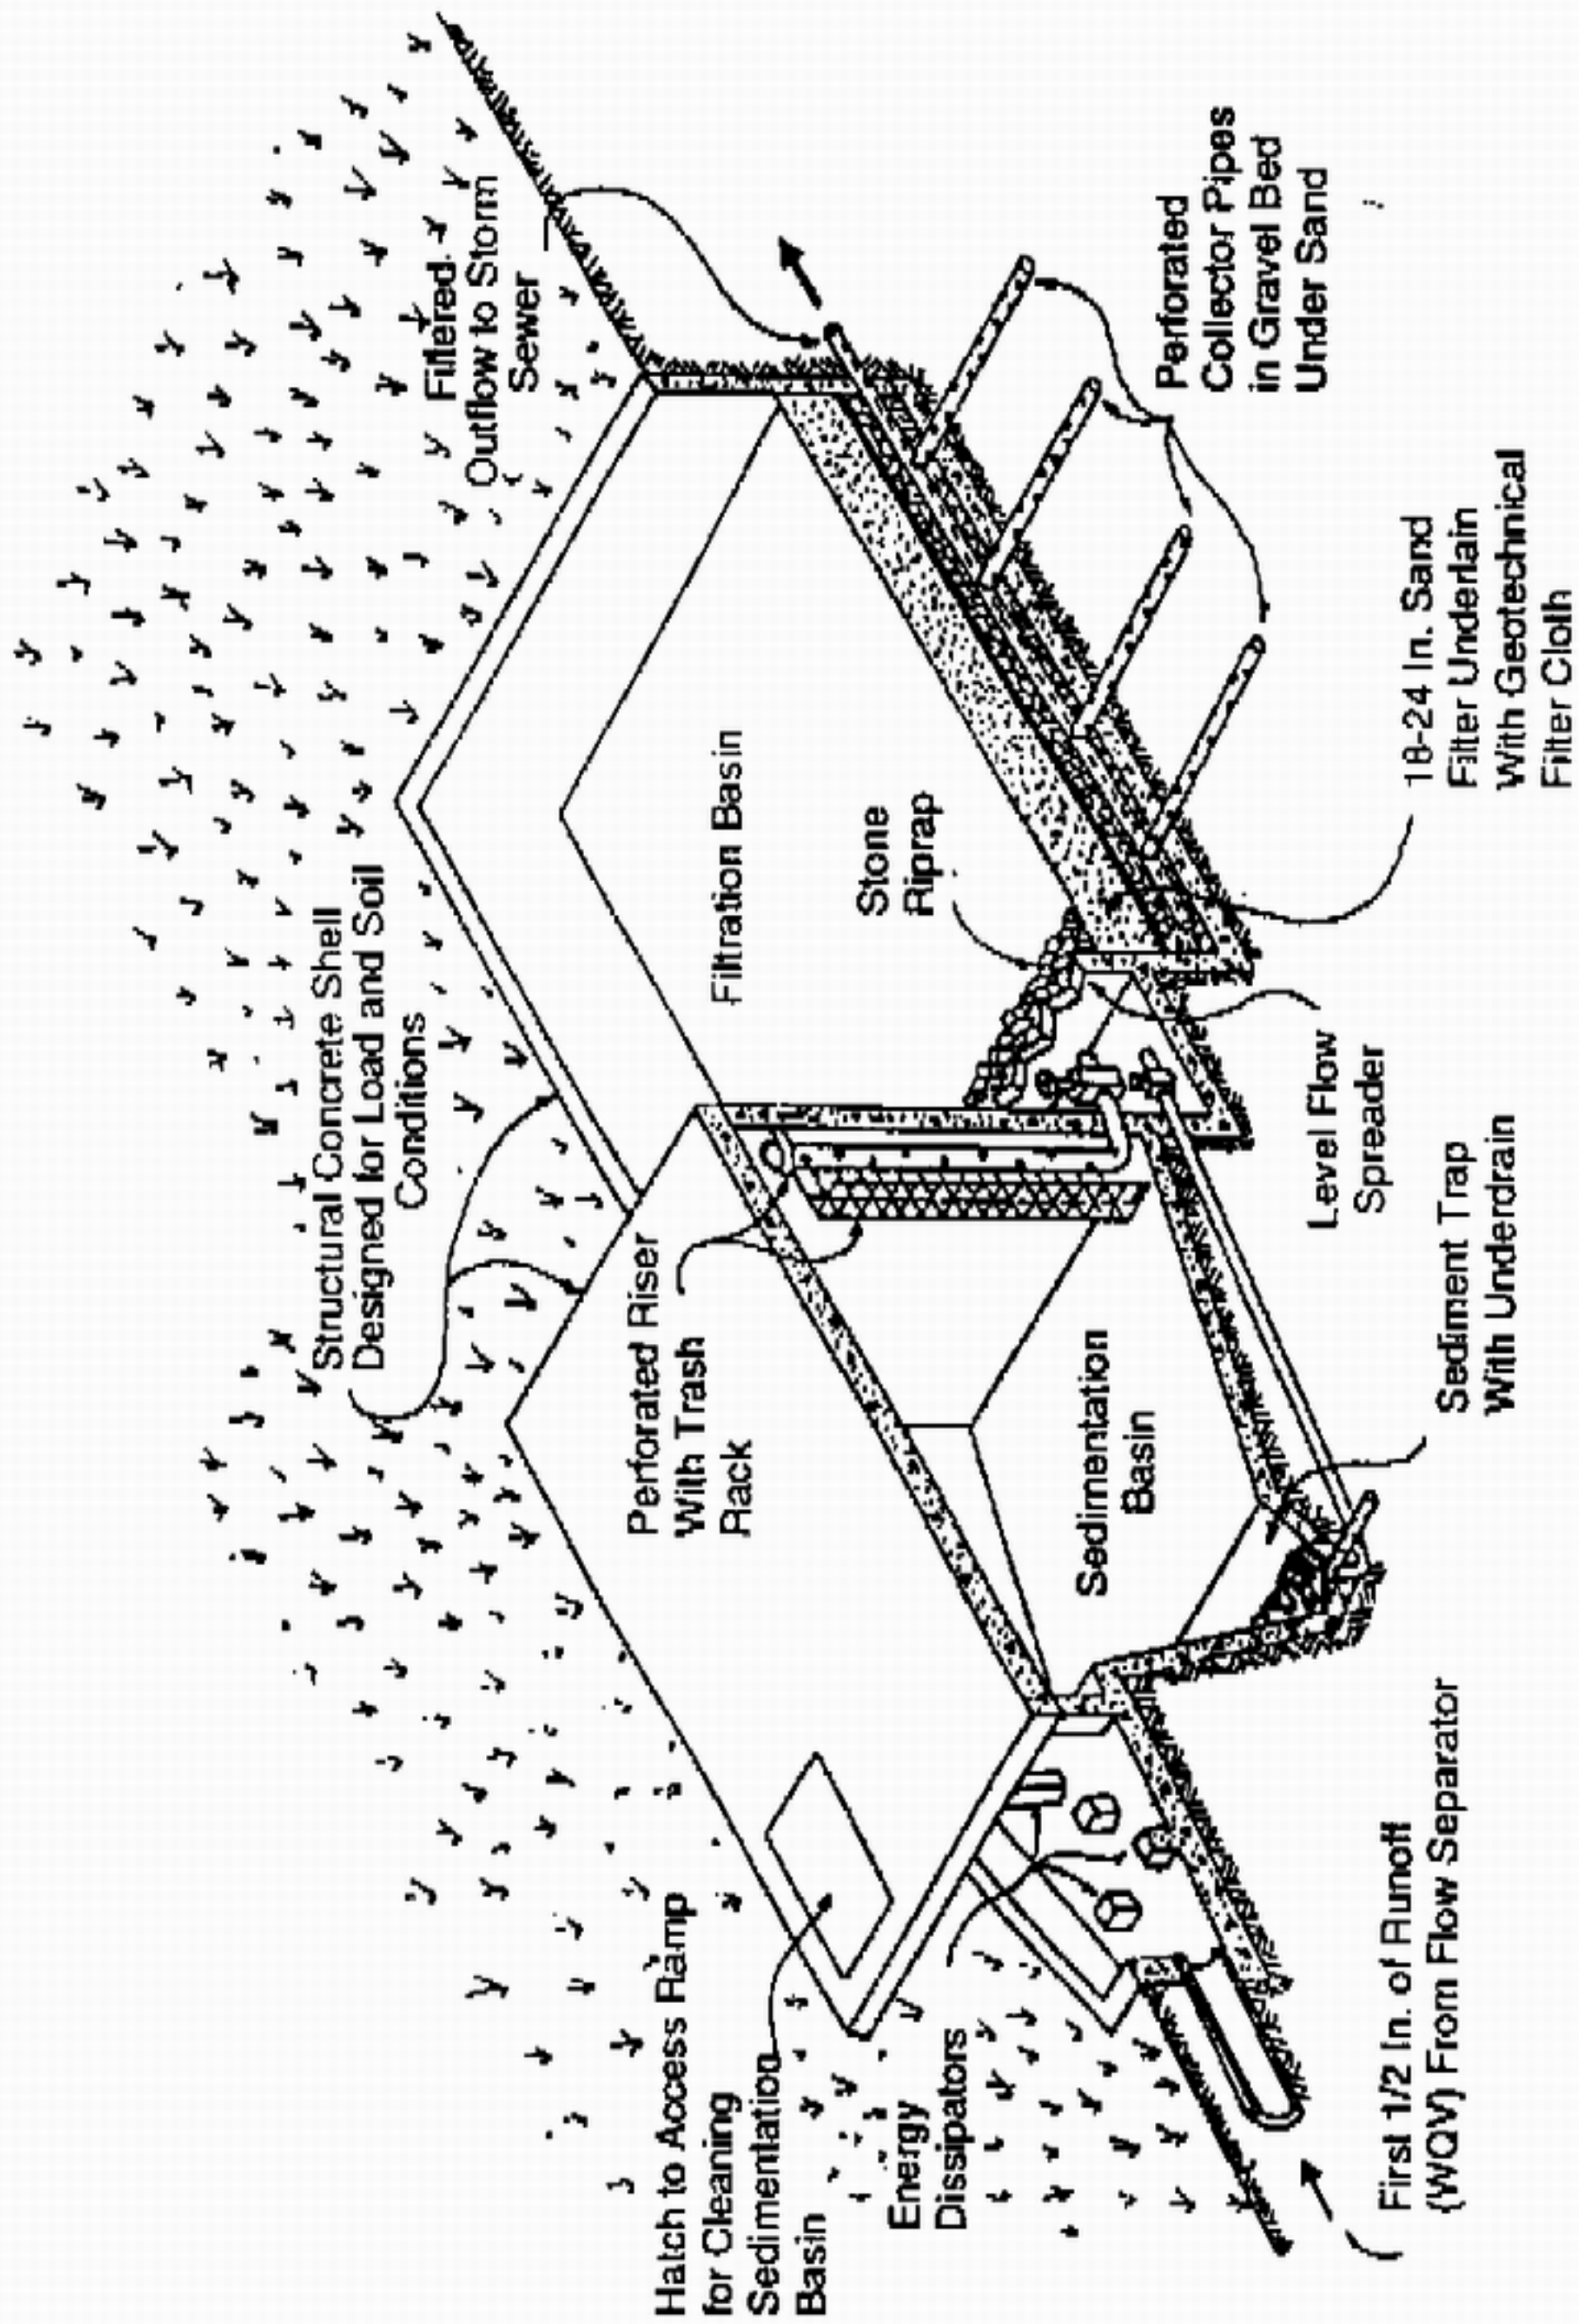 Structural Concrete Shell
Designed for Load and Soil
Conditions
Filtered
Outflow to Storm
Sewer
Hatch to Access Ramp
for Cleaning
Sedimentation
Basin
Perforated Riser
With Trash
Rack
Filtration Basin
Stone
Riprap
Energy
Dissipators
Sedimentation
Basin
Perforated
Collector Pipes
in Gravel Bed
Under Sand
First 1/2 In. of Runoff
(WQV) From Flow Separator
Sediment Trap
With Underdrain
Level Flow
Spreader
18-24 In. Sand
Filter Underlain
With Geotechnical
Filter Cloth